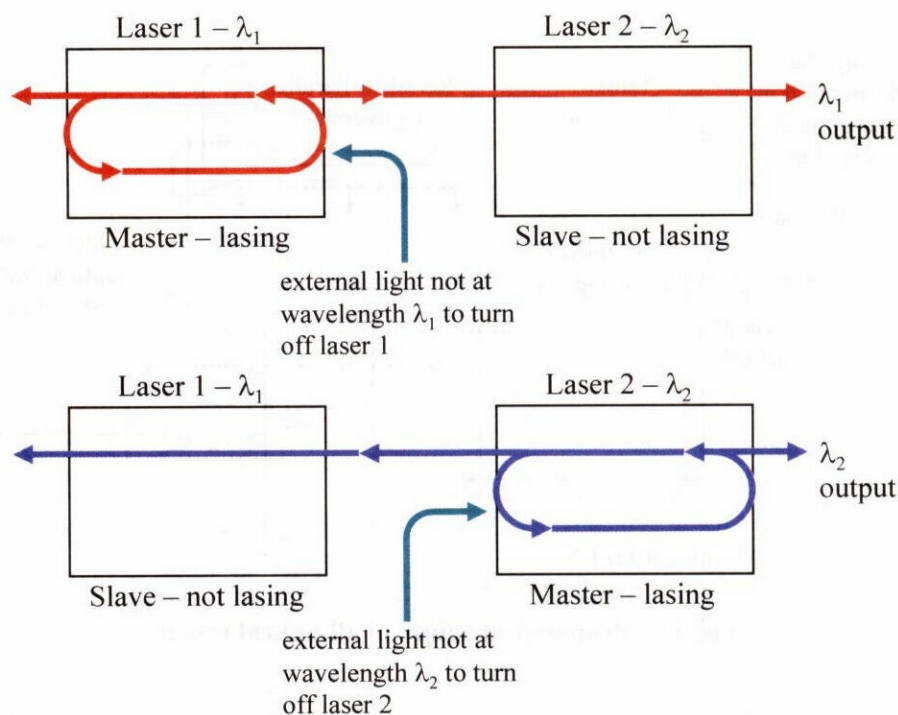 Laser 1 – λ₁
Laser 2 – λ₂
λ₁
output
Master – lasing
Slave – not lasing
external light not at
wavelength λ₁ to turn
off laser 1
Laser 1 – λ₁
Laser 2 – λ₂
λ₂
output
Slave – not lasing
Master – lasing
external light not at
wavelength λ₂ to turn
off laser 2